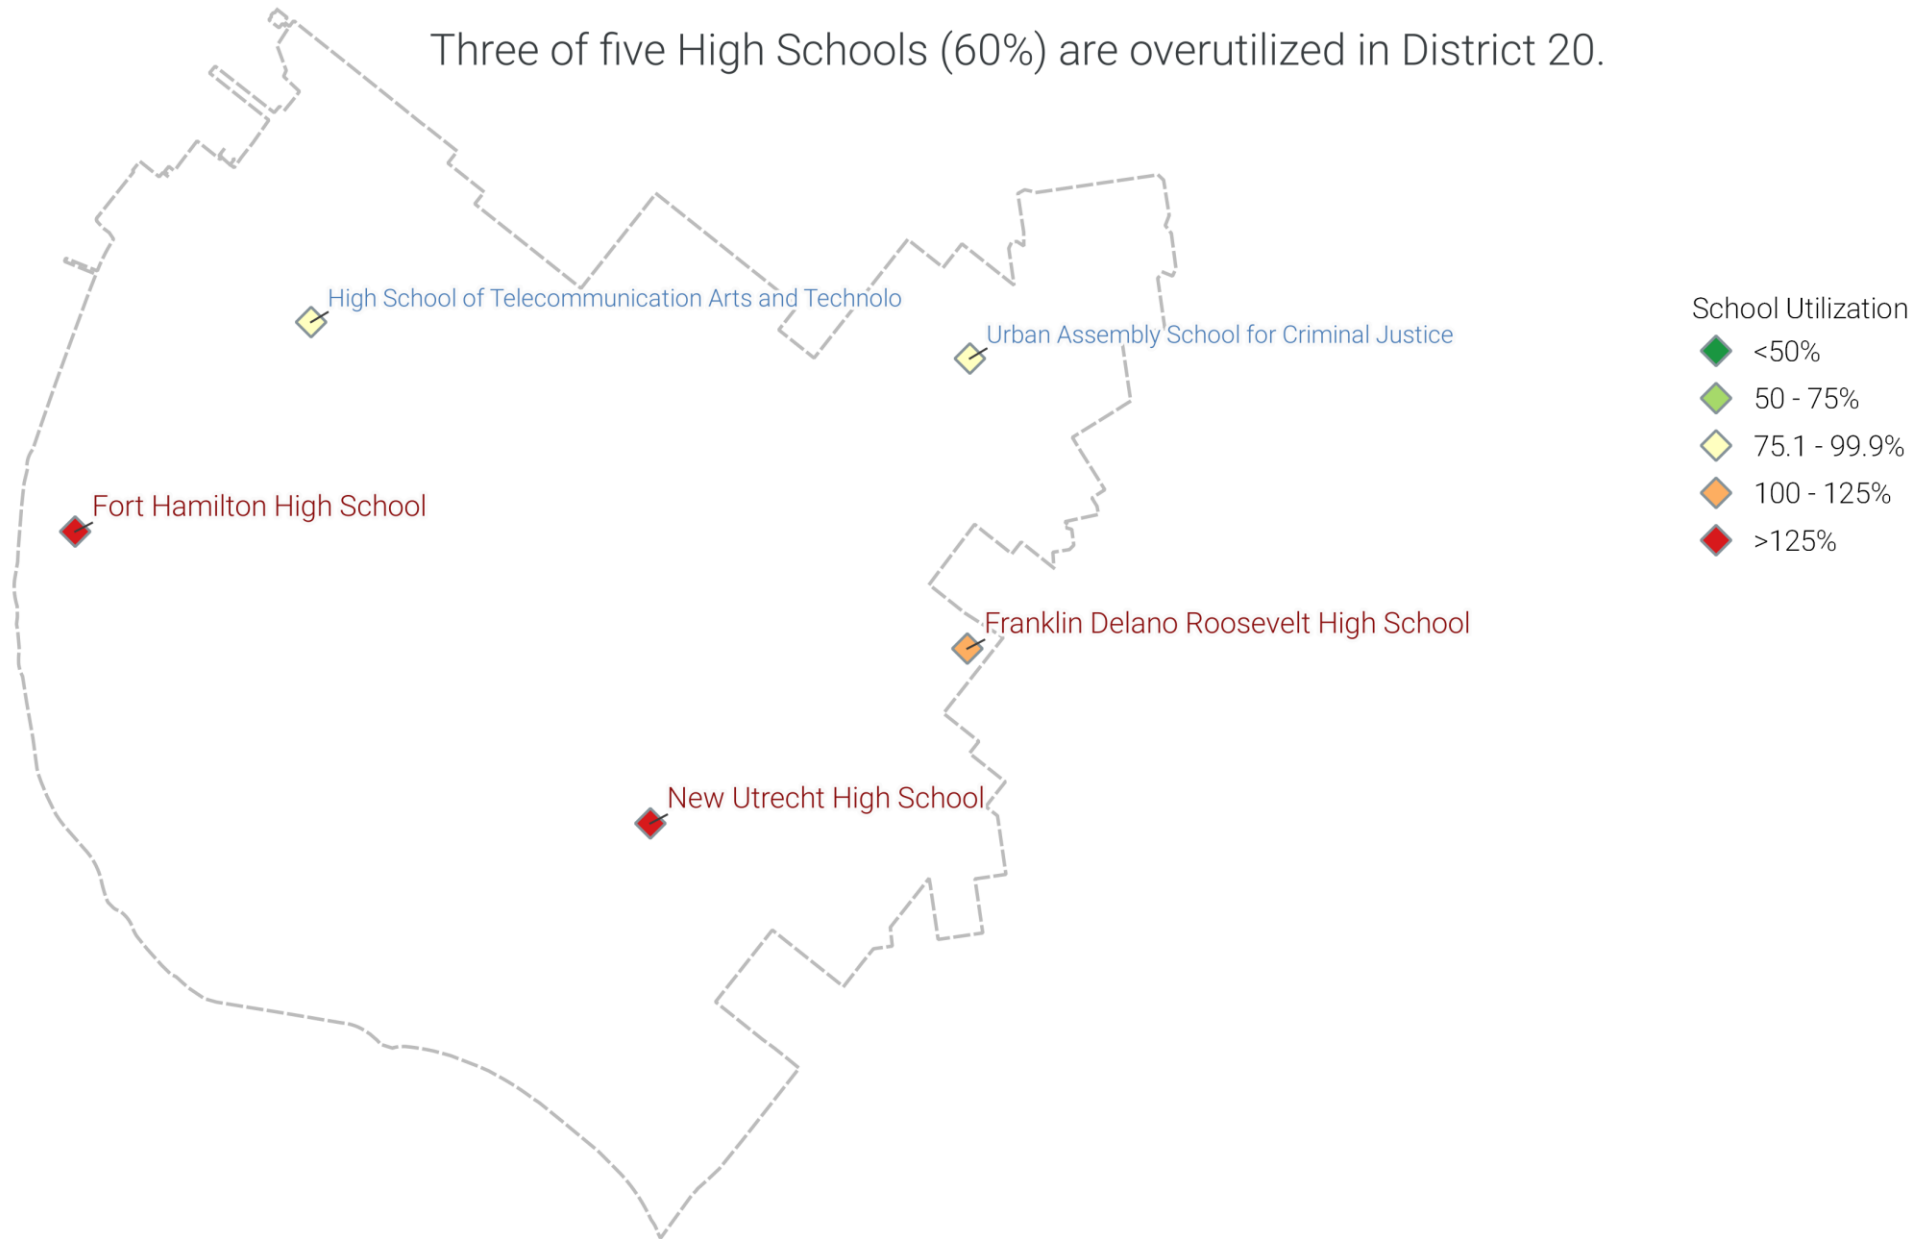 Three of five High Schools (60%) are overutilized in District 20.
High School of Telecommunication Arts and Technolo
Urban Assembly School for Criminal Justice
Fort Hamilton High School
Franklin Delano Roosevelt High School
New Utrecht High School
School Utilization
<50%
50 - 75%
75.1 - 99.9%
100 - 125%
>125%